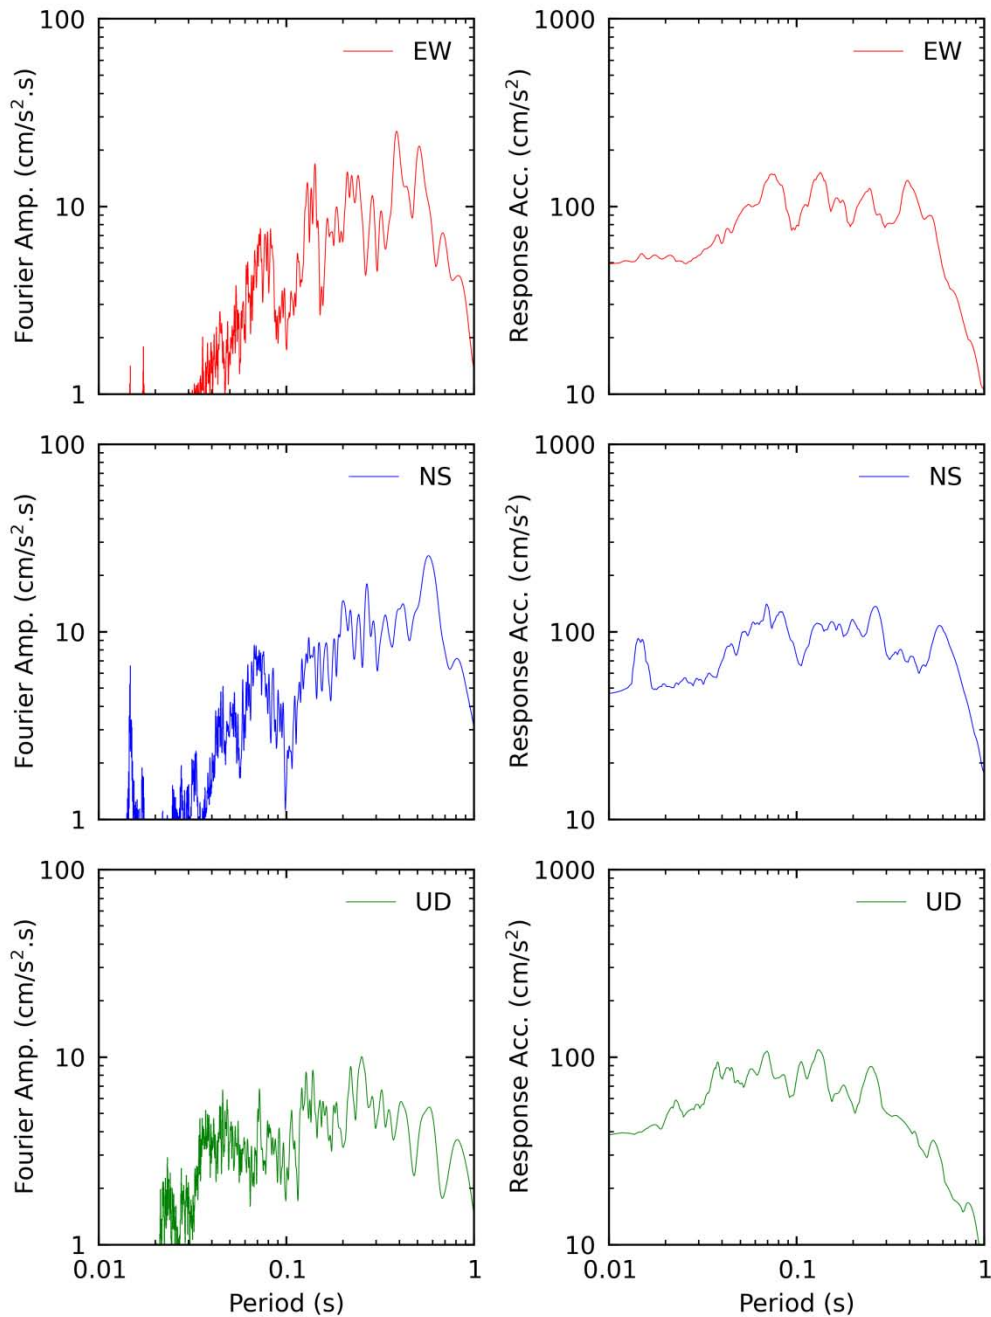 100
10
1
Fourier Amp. (cm/s².s)
EW
1000
100
10
Response Acc. (cm/s²)
EW
100
10
1
Fourier Amp. (cm/s².s)
NS
1000
100
10
Response Acc. (cm/s²)
NS
100
10
1
Fourier Amp. (cm/s².s)
UD
0.01
0.1
1
Period (s)
1000
100
10
Response Acc. (cm/s²)
UD
0.01
0.1
1
Period (s)